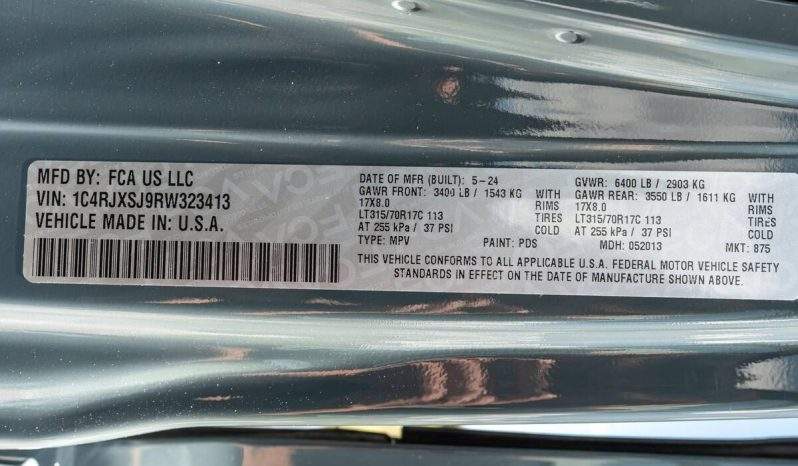 MFD BY: FCA US LLC
VIN: 1C4RJXSJ9RW323413
VEHICLE MADE IN: U.S.A.
DATE OF MFR (BUILT): 5-24
GAWR FRONT: 3400 LB / 1543 KG WITH
17X8.0 RIMS
LT315/70R17C 113 TIRES
AT 255 kPa / 37 PSI COLD
TYPE: MPV PAINT: PDS
GVWR: 6400 LB / 2903 KG
GAWR REAR: 3550 LB / 1611 KG WITH
17X8.0 RIMS
LT315/70R17C 113 TIRES
AT 255 kPa / 37 PSI COLD
MDH: 052013 MKT: 875
THIS VEHICLE CONFORMS TO ALL APPLICABLE U.S.A. FEDERAL MOTOR VEHICLE SAFETY
STANDARDS IN EFFECT ON THE DATE OF MANUFACTURE SHOWN ABOVE.